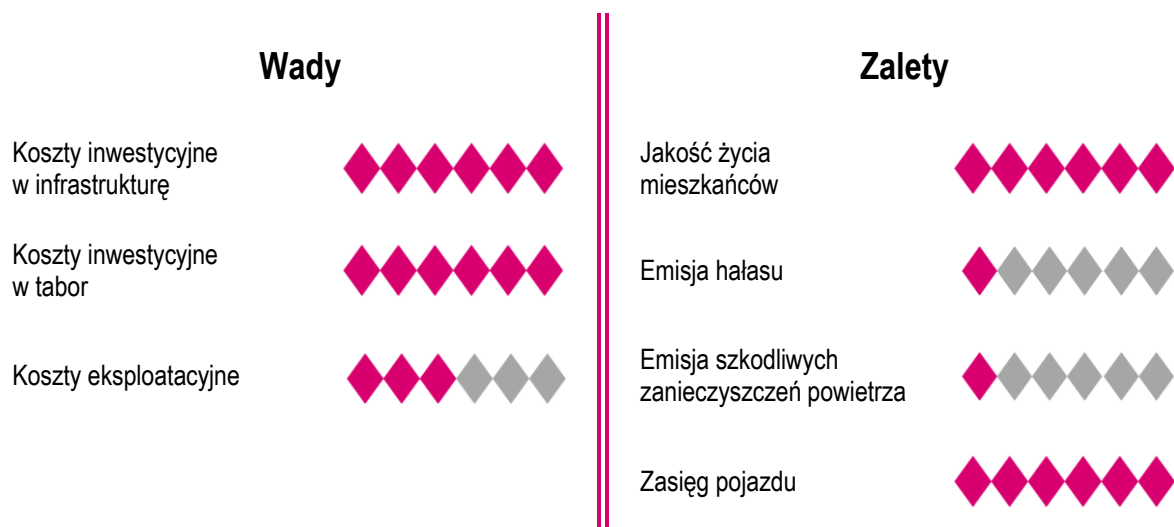 Wady
Koszty inwestycyjne
w infrastrukturę
Koszty inwestycyjne
w tabor
Koszty eksploatacyjne
Zalety
Jakość życia
mieszkańców
Emisja hałasu
Emisja szkodliwych
zanieczyszczeń powietrza
Zasięg pojazdu